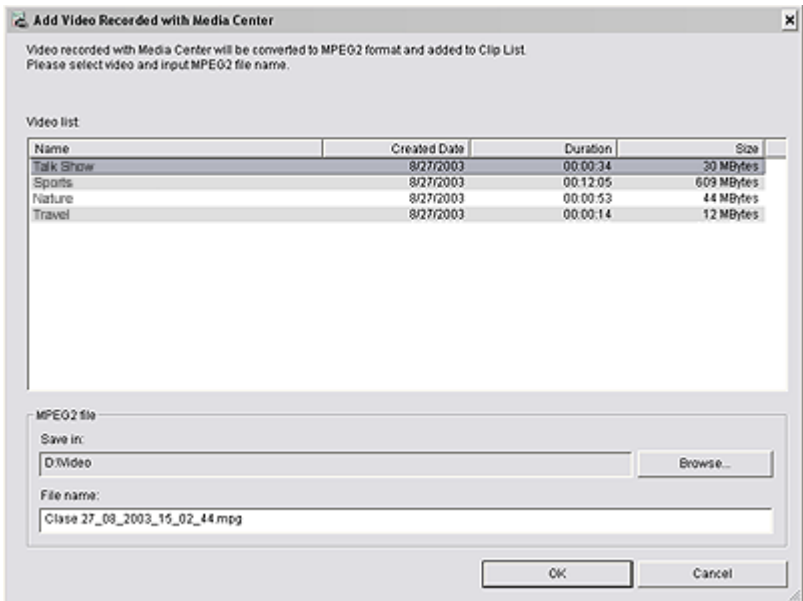 Add Video Recorded with Media Center
Video recorded with Media Center will be converted to MPEG2 format and added to Clip List.
Please select video and input MPEG2 file name.
Video list:
Name Created Date Duration Size
Talk Show 8/27/2003 00:00:34 30 MBytes
Sports 8/27/2003 00:12:05 609 MBytes
Nature 8/27/2003 00:00:53 44 MBytes
Travel 8/27/2003 00:00:14 12 MBytes
MPEG2 file
Save in:
D:\Video
Browse...
File name:
Clase 27_08_2003_15_02_44.mpg
OK Cancel